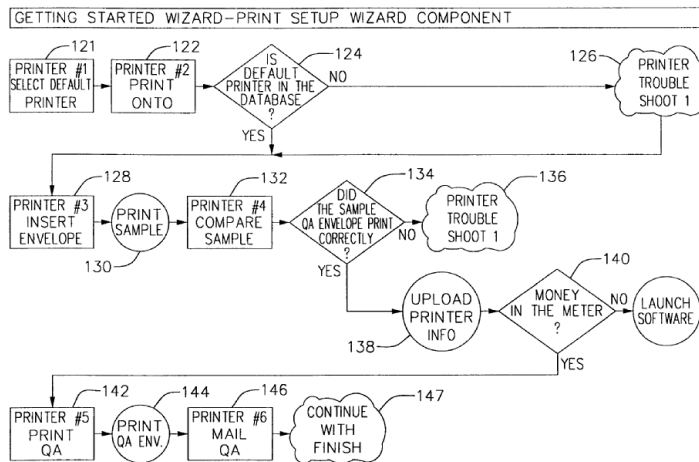 GETTING STARTED WIZARD-PRINT SETUP WIZARD COMPONENT
121
PRINTER #1
SELECT DEFAULT
PRINTER
122
PRINTER #2
PRINT
ONTO
124
IS
DEFAULT
PRINTER IN THE
DATABASE
?
NO
YES
126
PRINTER
TROUBLE
SHOOT 1
128
PRINTER #3
INSERT
ENVELOPE
PRINT
SAMPLE
130
132
PRINTER #4
COMPARE
SAMPLE
134
DID
THE SAMPLE
QA ENVELOPE PRINT
CORRECTLY
?
NO
YES
136
PRINTER
TROUBLE
SHOOT 1
UPLOAD
PRINTER
INFO
138
140
MONEY
IN THE METER
?
NO
YES
LAUNCH
SOFTWARE
142
PRINTER #5
PRINT
QA
144
PRINT
QA ENV.
146
PRINTER #6
MAIL
QA
147
CONTINUE
WITH
FINISH